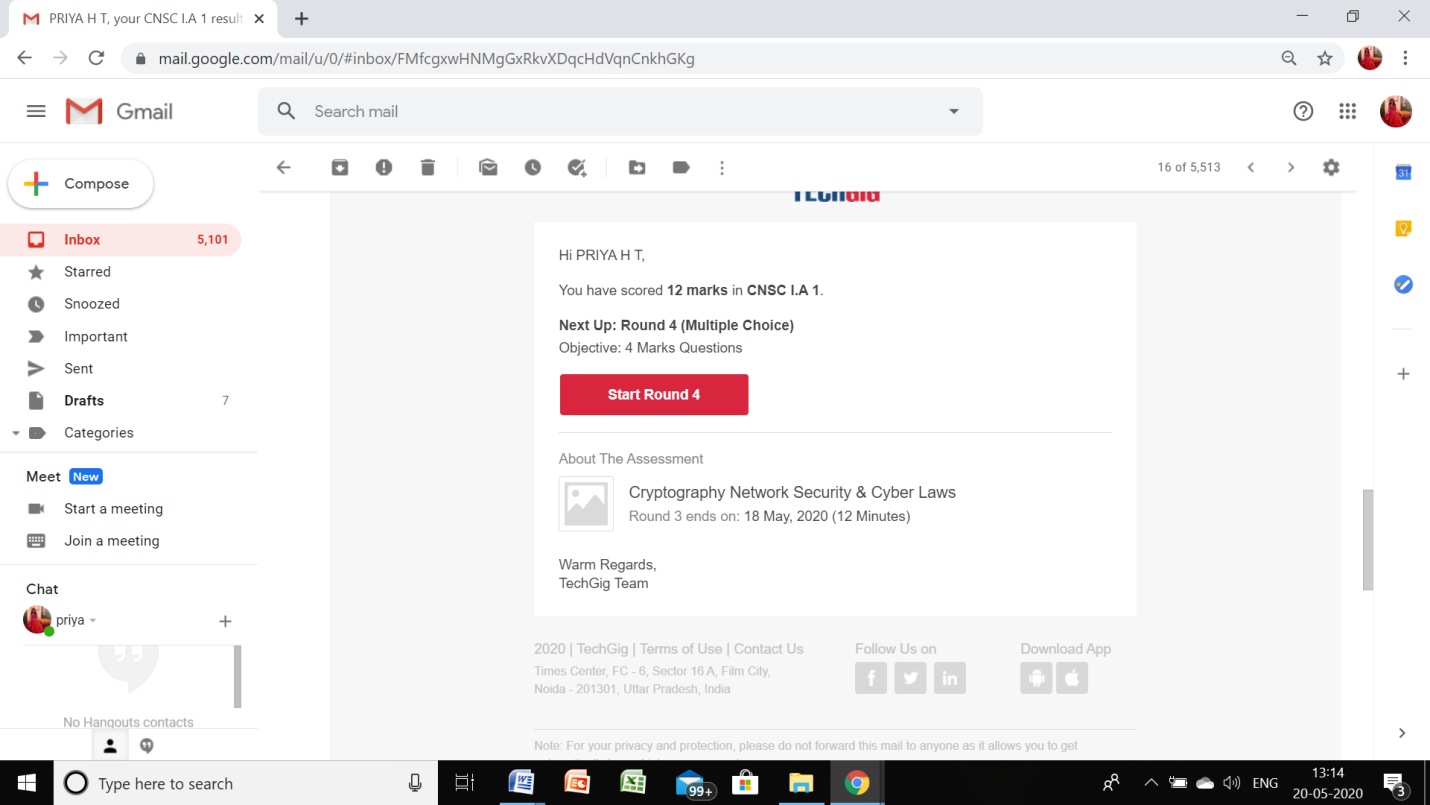 PRIYA H T, your CNSC I.A 1 result
mail.google.com/mail/u/0/#inbox/FMfcgxwHNMgGxRkvXDqcHdVqnCnkhGKg
Gmail
Search mail
Compose
16 of 5,513
31
Inbox 5,101
Starred
Snoozed
Important
Sent
Drafts 7
Categories
Meet New
Start a meeting
Join a meeting
Chat
priya
No Hangouts contacts
TechGig
Hi PRIYA H T,
You have scored 12 marks in CNSC I.A 1.
Next Up: Round 4 (Multiple Choice)
Objective: 4 Marks Questions
Start Round 4
About The Assessment
Cryptography Network Security & Cyber Laws
Round 3 ends on: 18 May, 2020 (12 Minutes)
Warm Regards,
TechGig Team
2020 | TechGig | Terms of Use | Contact Us
Times Center, FC - 6, Sector 16 A, Film City,
Noida - 201301, Uttar Pradesh, India
Follow Us on
Download App
Note: For your privacy and protection, please do not forward this mail to anyone as it allows you to get
Type here to search
99+
ENG
13:14
20-05-2020
3